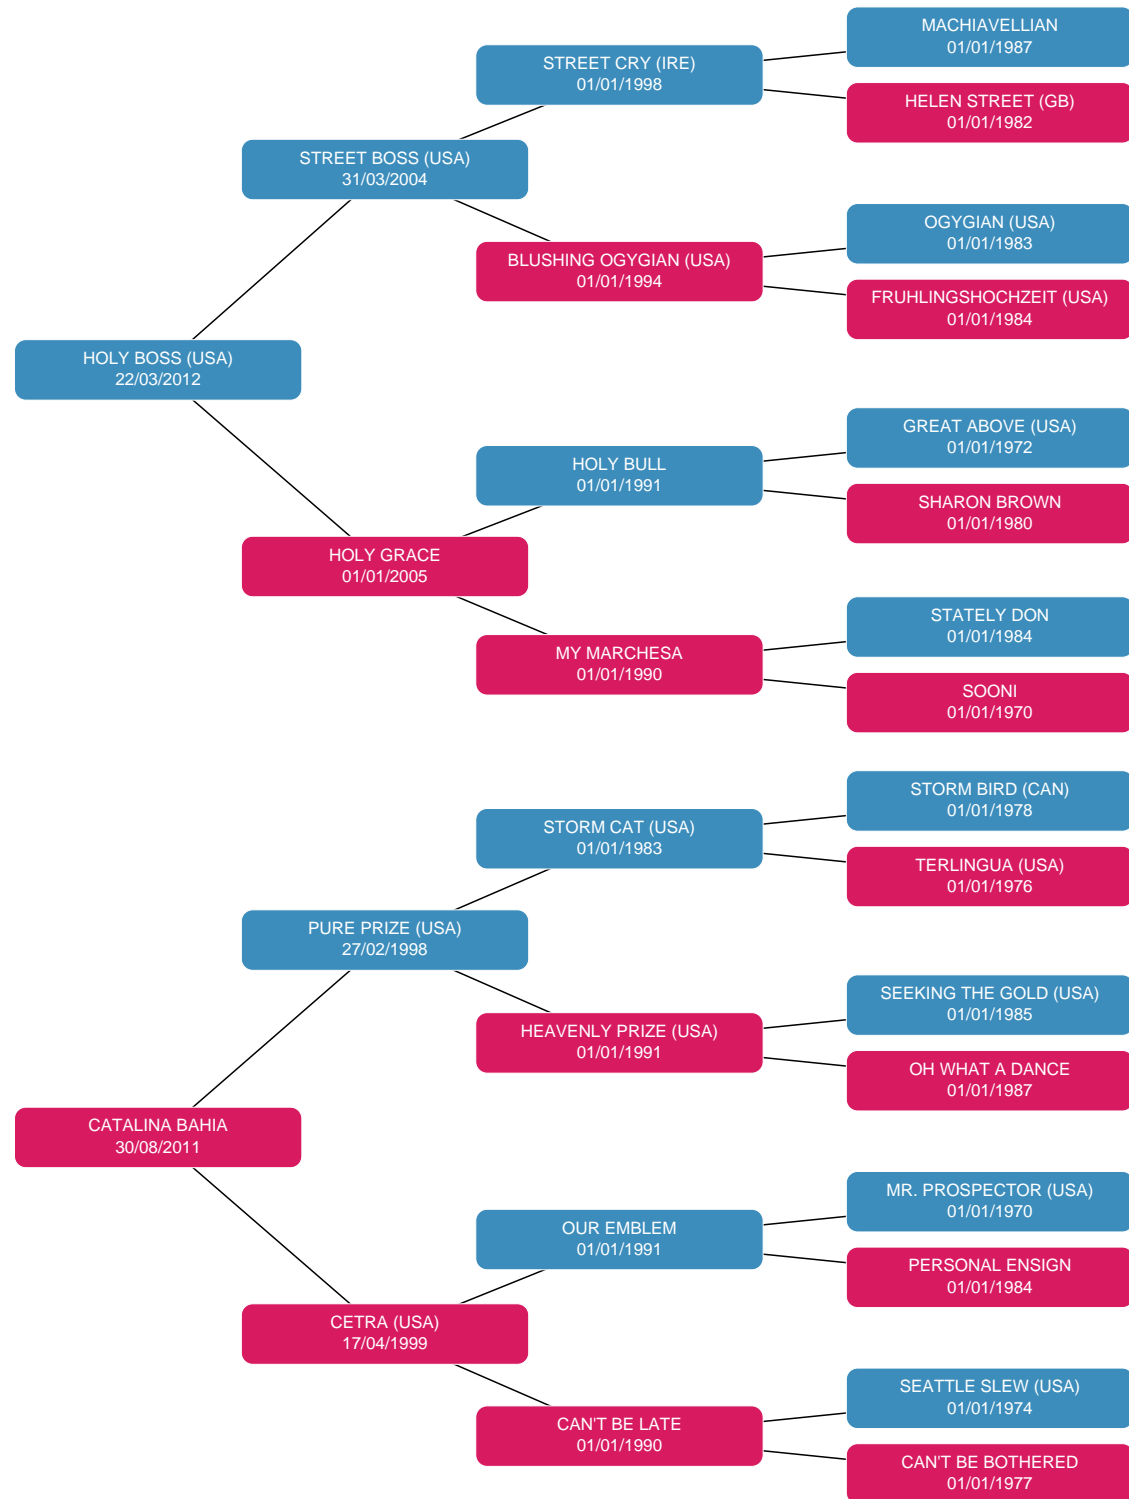 MACHIAVELLIAN
01/01/1987
STREET CRY (IRE)
01/01/1998
HELEN STREET (GB)
01/01/1982
STREET BOSS (USA)
31/03/2004
OGYGIAN (USA)
01/01/1983
BLUSHING OGYGIAN (USA)
01/01/1994
FRUHLINGSHOCHZEIT (USA)
01/01/1984
HOLY BOSS (USA)
22/03/2012
GREAT ABOVE (USA)
01/01/1972
HOLY BULL
01/01/1991
SHARON BROWN
01/01/1980
HOLY GRACE
01/01/2005
STATELY DON
01/01/1984
MY MARCHESA
01/01/1990
SOONI
01/01/1970
STORM BIRD (CAN)
01/01/1978
STORM CAT (USA)
01/01/1983
TERLINGUA (USA)
01/01/1976
PURE PRIZE (USA)
27/02/1998
SEEKING THE GOLD (USA)
01/01/1985
HEAVENLY PRIZE (USA)
01/01/1991
OH WHAT A DANCE
01/01/1987
CATALINA BAHIA
30/08/2011
MR. PROSPECTOR (USA)
01/01/1970
OUR EMBLEM
01/01/1991
PERSONAL ENSIGN
01/01/1984
CETRA (USA)
17/04/1999
SEATTLE SLEW (USA)
01/01/1974
CAN'T BE LATE
01/01/1990
CAN'T BE BOTHERED
01/01/1977